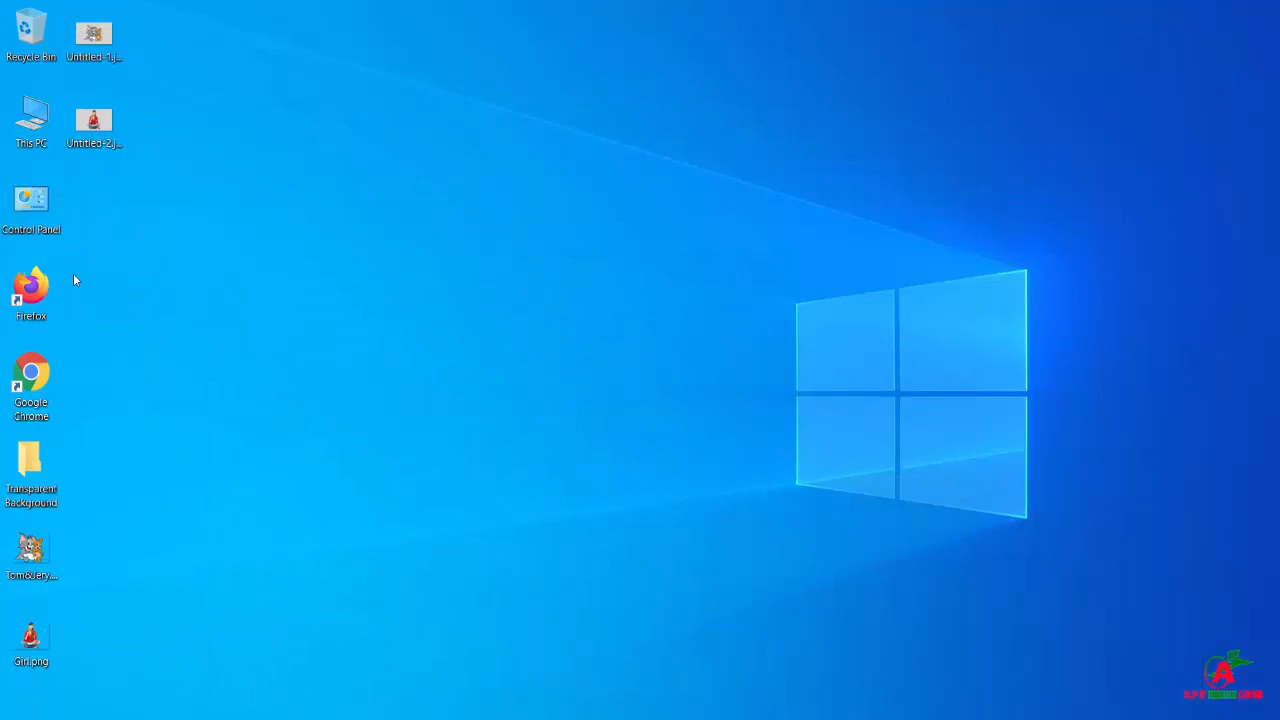 Recycle Bin
Untitled-1.j...
This PC
Untitled-2.j...
Control Panel
Firefox
Google
Chrome
Transparent
Background
Tom&Jery....
Girl.png
A